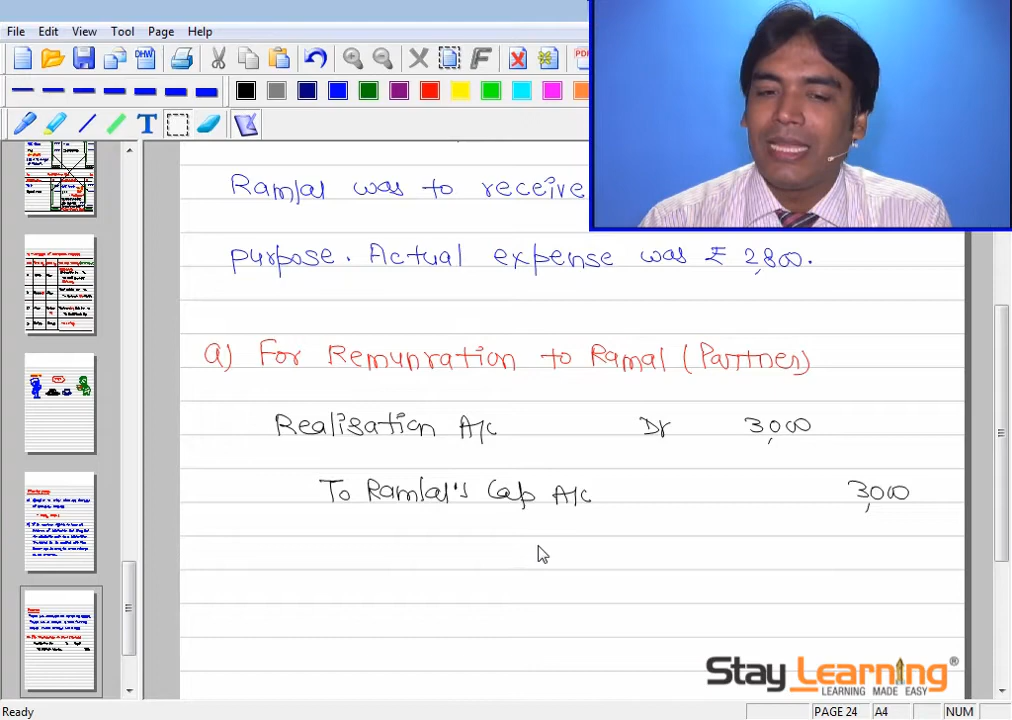 File Edit View Tool Page Help
DHW
PDF
F
T
Ramlal was to receive
purpose. Actual expense was ₹ 2,800.
a) For Remunration to Ramal (Partner)
Realisation A/c Dr 3,000
To Ramlal's Cap A/c 3,000
Stay Learning®
LEARNING MADE EASY
Ready PAGE 24 A4 NUM